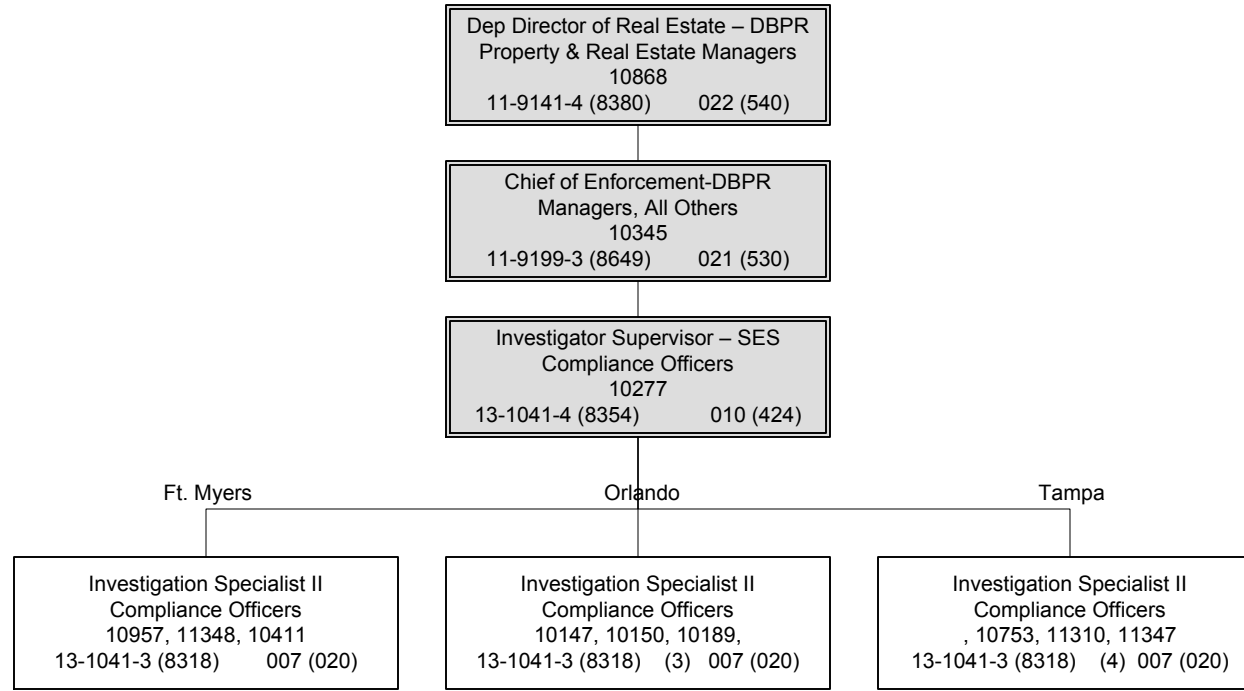 Dep Director of Real Estate – DBPR
Property & Real Estate Managers
10868
11-9141-4 (8380) 022 (540)
Chief of Enforcement-DBPR
Managers, All Others
10345
11-9199-3 (8649) 021 (530)
Investigator Supervisor – SES
Compliance Officers
10277
13-1041-4 (8354) 010 (424)
Ft. Myers
Orlando
Tampa
Investigation Specialist II
Compliance Officers
10957, 11348, 10411
13-1041-3 (8318) 007 (020)
Investigation Specialist II
Compliance Officers
10147, 10150, 10189,
13-1041-3 (8318) (3) 007 (020)
Investigation Specialist II
Compliance Officers
, 10753, 11310, 11347
13-1041-3 (8318) (4) 007 (020)